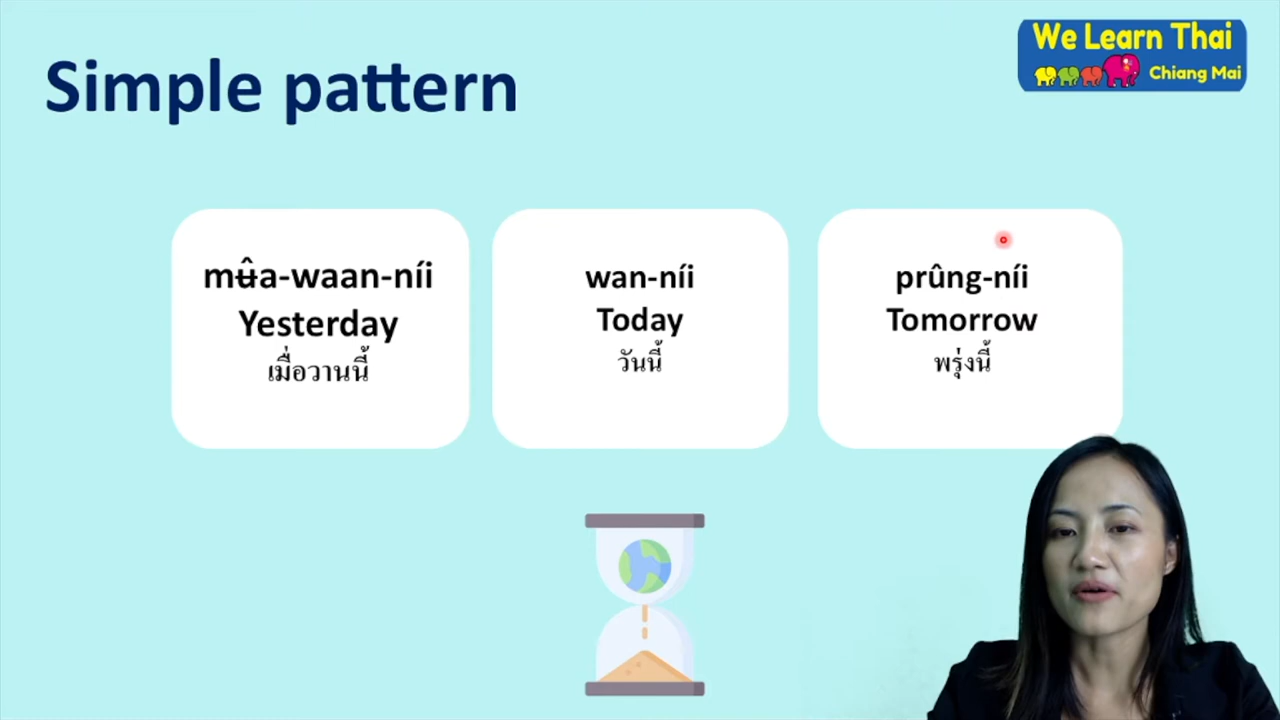 Simple pattern
We Learn Thai
Chiang Mai
mʉ̂a-waan-níi
Yesterday
เมื่อวานนี้
wan-níi
Today
วันนี้
prûng-níi
Tomorrow
พรุ่งนี้